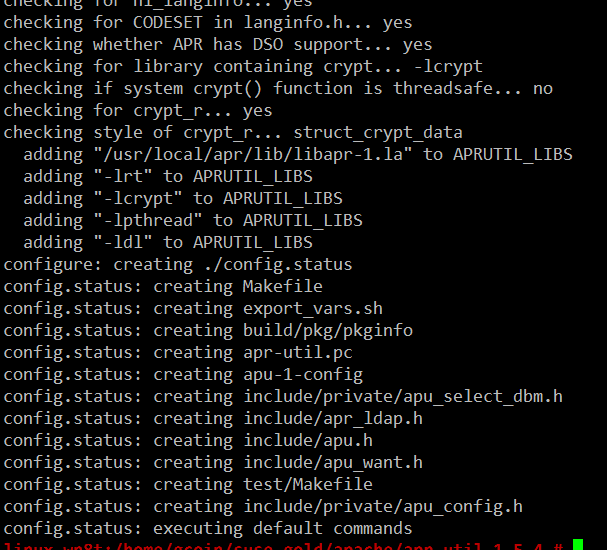 checking for nl_langinfo... yes
checking for CODESET in langinfo.h... yes
checking whether APR has DSO support... yes
checking for library containing crypt... -lcrypt
checking if system crypt() function is threadsafe... no
checking for crypt_r... yes
checking style of crypt_r... struct_crypt_data
  adding "/usr/local/apr/lib/libapr-1.la" to APRUTIL_LIBS
  adding "-lrt" to APRUTIL_LIBS
  adding "-lcrypt" to APRUTIL_LIBS
  adding "-lpthread" to APRUTIL_LIBS
  adding "-ldl" to APRUTIL_LIBS
configure: creating ./config.status
config.status: creating Makefile
config.status: creating export_vars.sh
config.status: creating build/pkg/pkginfo
config.status: creating apr-util.pc
config.status: creating apu-1-config
config.status: creating include/private/apu_select_dbm.h
config.status: creating include/apr_ldap.h
config.status: creating include/apu.h
config.status: creating include/apu_want.h
config.status: creating test/Makefile
config.status: creating include/private/apu_config.h
config.status: executing default commands